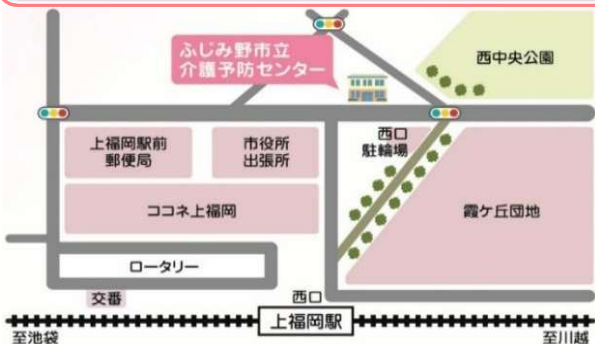 ふじみ野市立
介護予防センター
西中央公園
上福岡駅前
郵便局
市役所
出張所
西口
駐輪場
ココネ上福岡
霞ケ丘団地
ロータリー
交番
西口
上福岡駅
至池袋
至川越